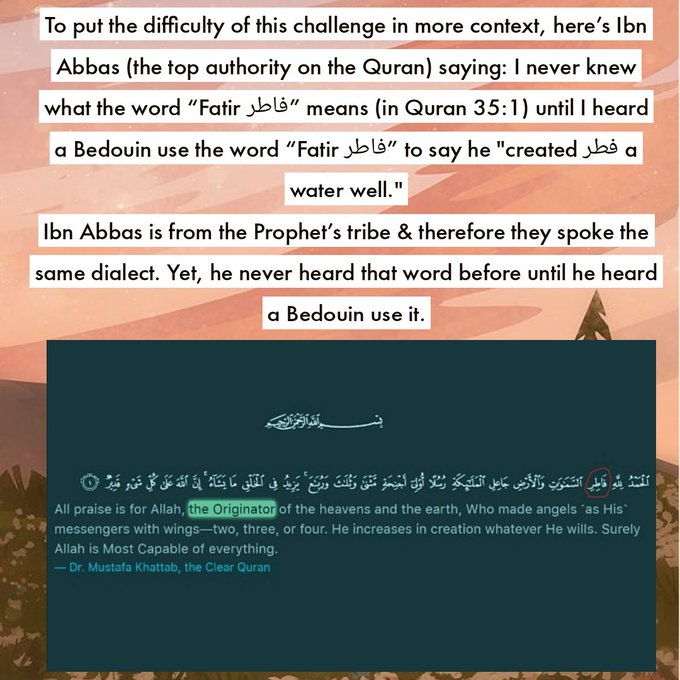 To put the difficulty of this challenge in more context, here’s Ibn
Abbas (the top authority on the Quran) saying: I never knew
what the word “Fatir فاطر” means (in Quran 35:1) until I heard
a Bedouin use the word “Fatir فاطر” to say he "created فطر a
water well."
Ibn Abbas is from the Prophet’s tribe & therefore they spoke the
same dialect. Yet, he never heard that word before until he heard
a Bedouin use it.
بِسْمِ اللَّهِ الرَّحْمَٰنِ الرَّحِيمِ
الْحَمْدُ لِلَّهِ فَاطِرِ السَّمَٰوَٰتِ وَالْأَرْضِ جَاعِلِ الْمَلَٰٓئِكَةِ رُسُلًا أُو۟لِىٓ أَجْنِحَةٍ مَّثْنَىٰ وَثُلَٰثَ وَرُبَٰعَ ۚ يَزِيدُ فِى الْخَلْقِ مَا يَشَآءُ ۚ إِنَّ اللَّهَ عَلَىٰ كُلِّ شَىْءٍ قَدِيرٌ ١
All praise is for Allah, the Originator of the heavens and the earth, Who made angels ˹as His˺
messengers with wings—two, three, or four. He increases in creation whatever He wills. Surely
Allah is Most Capable of everything.
— Dr. Mustafa Khattab, the Clear Quran